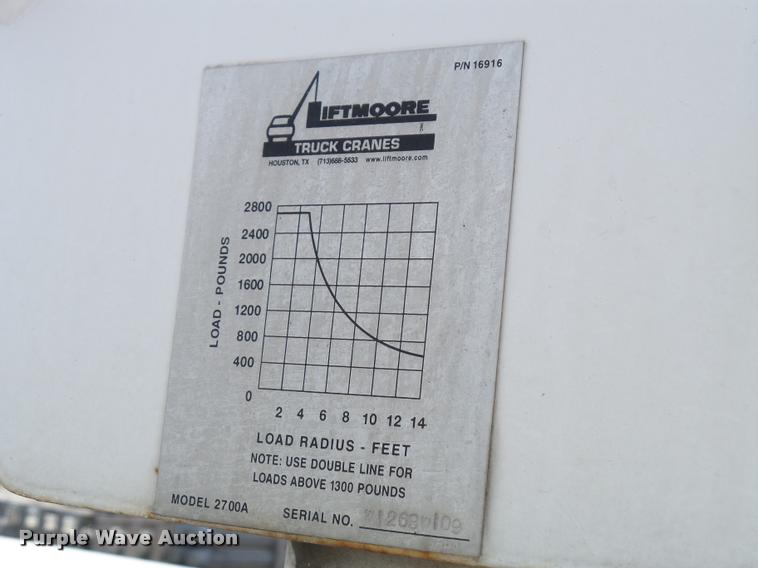 P/N 16916
LIFTMOORE
TRUCK CRANES
HOUSTON, TX (713)688-5533 www.liftmoore.com
2800
2400
2000
1600
1200
800
400
0
LOAD - POUNDS
2 4 6 8 10 12 14
LOAD RADIUS - FEET
NOTE: USE DOUBLE LINE FOR
LOADS ABOVE 1300 POUNDS
MODEL 2700A
SERIAL NO.
Purple Wave Auction